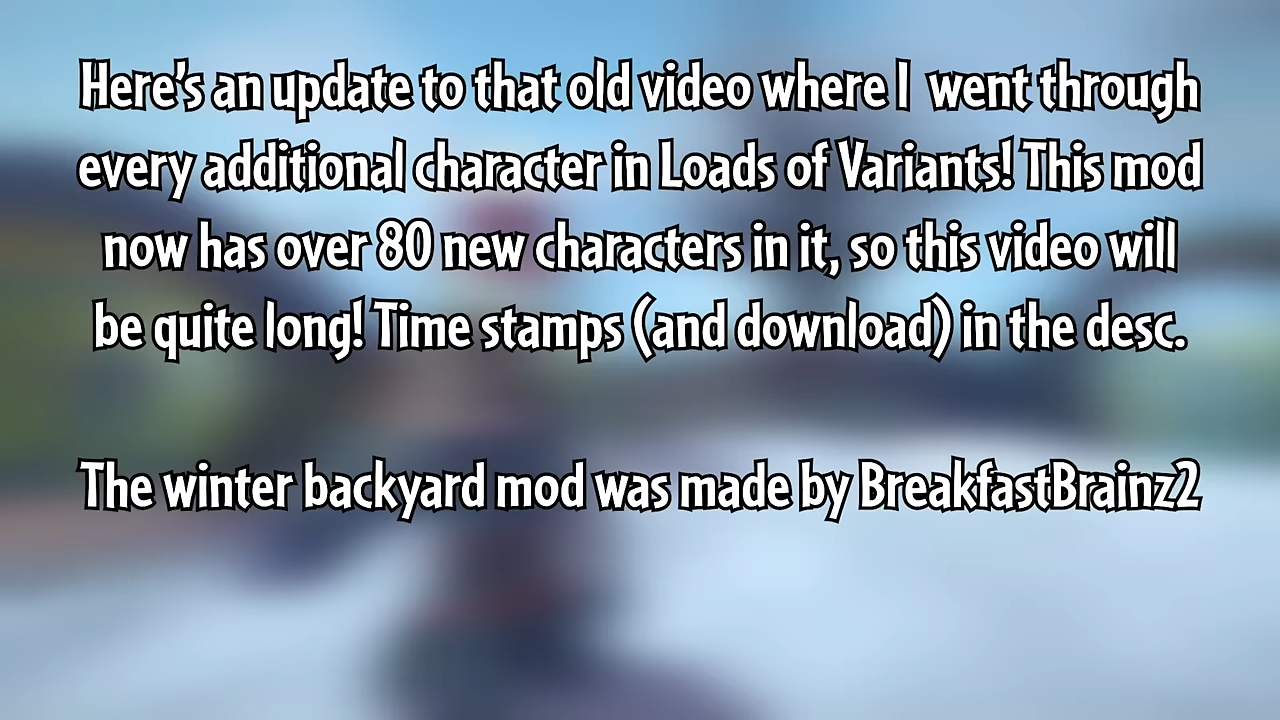 Here's an update to that old video where I went through
every additional character in Loads of Variants! This mod
now has over 80 new characters in it, so this video will
be quite long! Time stamps (and download) in the desc.
The winter backyard mod was made by BreakfastBrainz2